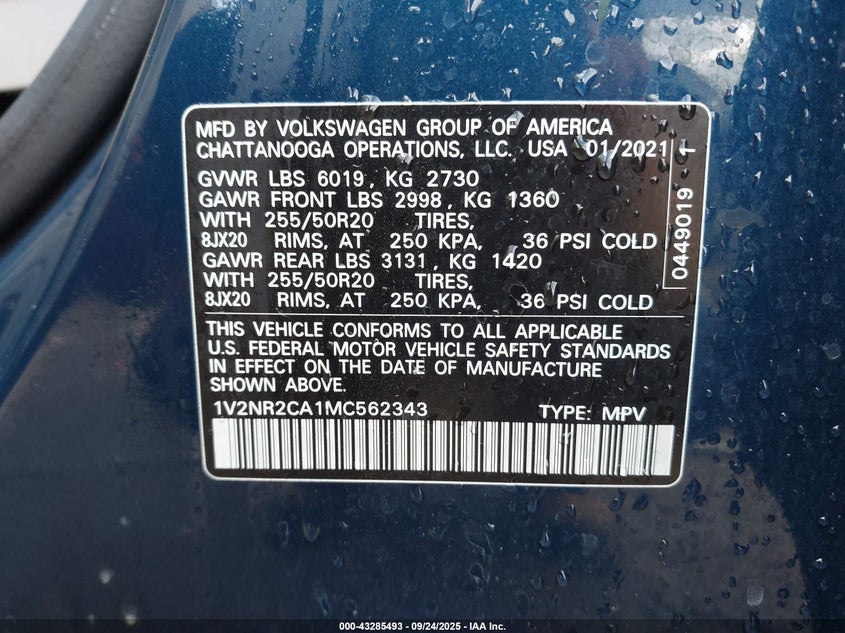 MFD BY VOLKSWAGEN GROUP OF AMERICA
CHATTANOOGA OPERATIONS, LLC. USA 01/2021
GVWR LBS 6019, KG 2730
GAWR FRONT LBS 2998, KG 1360
WITH 255/50R20 TIRES,
8JX20 RIMS, AT 250 KPA, 36 PSI COLD
GAWR REAR LBS 3131, KG 1420
WITH 255/50R20 TIRES,
8JX20 RIMS, AT 250 KPA, 36 PSI COLD
0449019 1
THIS VEHICLE CONFORMS TO ALL APPLICABLE
U.S. FEDERAL MOTOR VEHICLE SAFETY STANDARDS
IN EFFECT ON THE DATE OF MANUFACTURE
SHOWN ABOVE.
1V2NR2CA1MC562343 TYPE: MPV
000-43285493 - 09/24/2025 - IAA Inc.